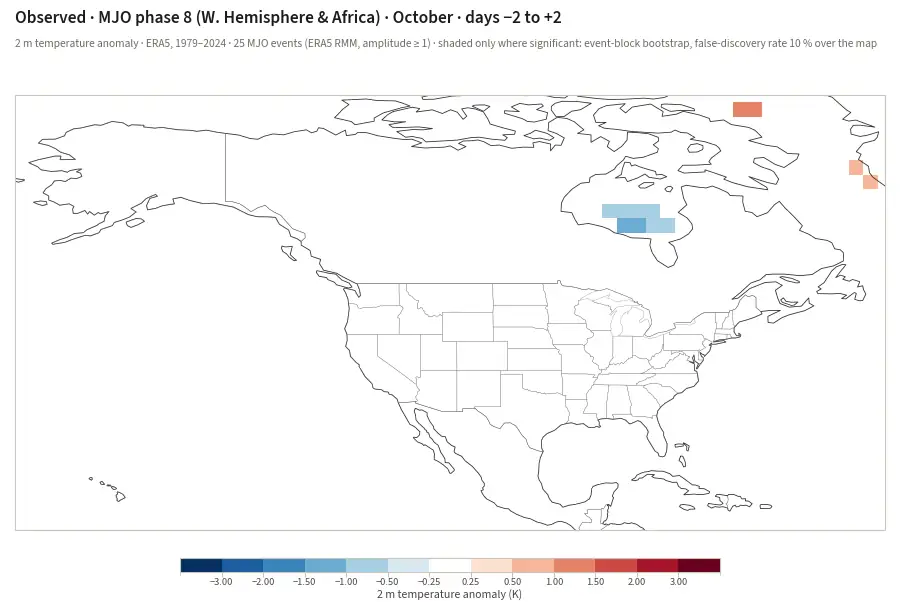 Observed · MJO phase 8 (W. Hemisphere & Africa) · October · days −2 to +2
2 m temperature anomaly · ERA5, 1979–2024 · 25 MJO events (ERA5 RMM, amplitude ≥ 1) · shaded only where significant: event-block bootstrap, false-discovery rate 10 % over the map
−3.00 −2.00 −1.50 −1.00 −0.50 −0.25 0.25 0.50 1.00 1.50 2.00 3.00
2 m temperature anomaly (K)